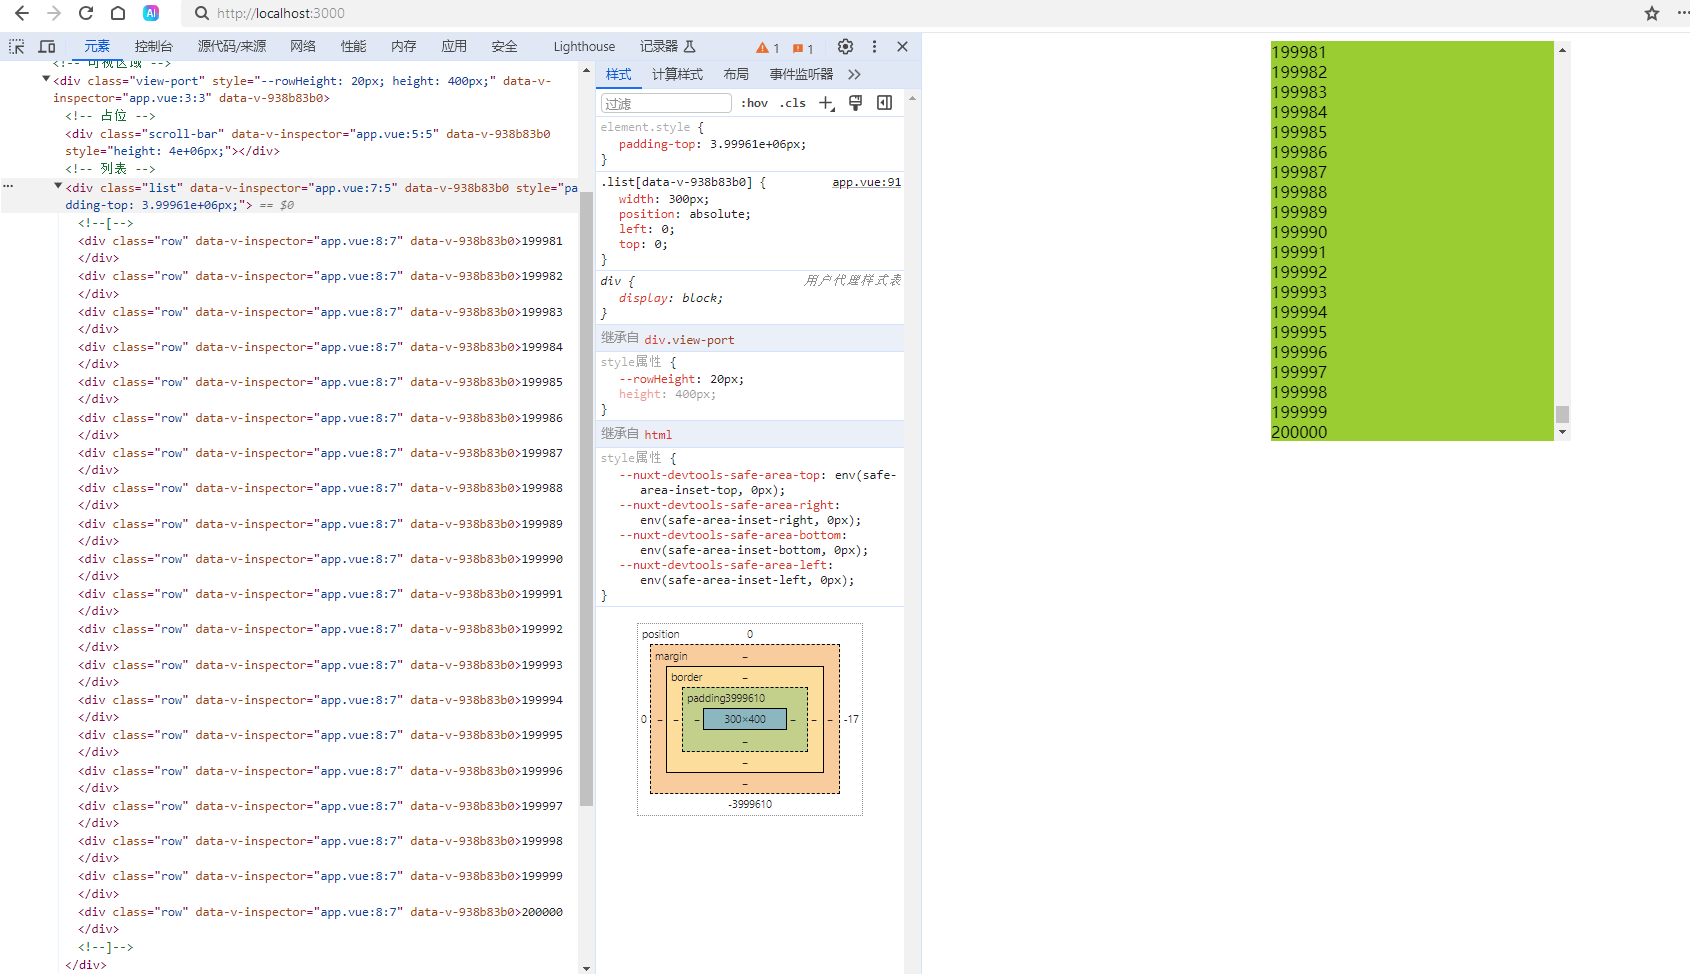 http://localhost:3000
元素 控制台 源代码/来源 网络 性能 内存 应用 安全 Lighthouse 记录器 1 1
<!-- 可视区域 -->
<div class="view-port" style="--rowHeight: 20px; height: 400px;" data-v-
inspector="app.vue:3:3" data-v-938b83b0>
<!-- 占位 -->
<div class="scroll-bar" data-v-inspector="app.vue:5:5" data-v-938b83b0
style="height: 4e+06px;"></div>
<!-- 列表 -->
<div class="list" data-v-inspector="app.vue:7:5" data-v-938b83b0 style="pa
dding-top: 3.99961e+06px;"> == $0
<!--[-->
<div class="row" data-v-inspector="app.vue:8:7" data-v-938b83b0>199981
</div>
<div class="row" data-v-inspector="app.vue:8:7" data-v-938b83b0>199982
</div>
<div class="row" data-v-inspector="app.vue:8:7" data-v-938b83b0>199983
</div>
<div class="row" data-v-inspector="app.vue:8:7" data-v-938b83b0>199984
</div>
<div class="row" data-v-inspector="app.vue:8:7" data-v-938b83b0>199985
</div>
<div class="row" data-v-inspector="app.vue:8:7" data-v-938b83b0>199986
</div>
<div class="row" data-v-inspector="app.vue:8:7" data-v-938b83b0>199987
</div>
<div class="row" data-v-inspector="app.vue:8:7" data-v-938b83b0>199988
</div>
<div class="row" data-v-inspector="app.vue:8:7" data-v-938b83b0>199989
</div>
<div class="row" data-v-inspector="app.vue:8:7" data-v-938b83b0>199990
</div>
<div class="row" data-v-inspector="app.vue:8:7" data-v-938b83b0>199991
</div>
<div class="row" data-v-inspector="app.vue:8:7" data-v-938b83b0>199992
</div>
<div class="row" data-v-inspector="app.vue:8:7" data-v-938b83b0>199993
</div>
<div class="row" data-v-inspector="app.vue:8:7" data-v-938b83b0>199994
</div>
<div class="row" data-v-inspector="app.vue:8:7" data-v-938b83b0>199995
</div>
<div class="row" data-v-inspector="app.vue:8:7" data-v-938b83b0>199996
</div>
<div class="row" data-v-inspector="app.vue:8:7" data-v-938b83b0>199997
</div>
<div class="row" data-v-inspector="app.vue:8:7" data-v-938b83b0>199998
</div>
<div class="row" data-v-inspector="app.vue:8:7" data-v-938b83b0>199999
</div>
<div class="row" data-v-inspector="app.vue:8:7" data-v-938b83b0>200000
</div>
<!--]-->
</div>
样式 计算样式 布局 事件监听器
过滤 :hov .cls
element.style {
padding-top: 3.99961e+06px;
}
.list[data-v-938b83b0] { app.vue:91
width: 300px;
position: absolute;
left: 0;
top: 0;
}
div { 用户代理样式表
display: block;
}
继承自 div.view-port
style属性 {
--rowHeight: 20px;
height: 400px;
}
继承自 html
style属性 {
--nuxt-devtools-safe-area-top: env(safe-
area-inset-top, 0px);
--nuxt-devtools-safe-area-right:
env(safe-area-inset-right, 0px);
--nuxt-devtools-safe-area-bottom:
env(safe-area-inset-bottom, 0px);
--nuxt-devtools-safe-area-left:
env(safe-area-inset-left, 0px);
}
position 0
margin –
border –
padding3999610
0 – – – 300×400 – – – -17
–
–
–
-3999610
199981
199982
199983
199984
199985
199986
199987
199988
199989
199990
199991
199992
199993
199994
199995
199996
199997
199998
199999
200000